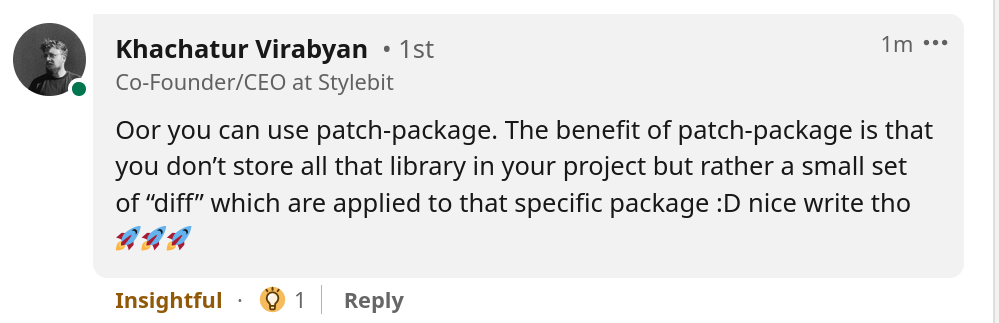 Khachatur Virabyan • 1st
1m •••
Co-Founder/CEO at Stylebit
Oor you can use patch-package. The benefit of patch-package is that
you don’t store all that library in your project but rather a small set
of “diff” which are applied to that specific package :D nice write tho
🚀🚀🚀
Insightful · 1 | Reply